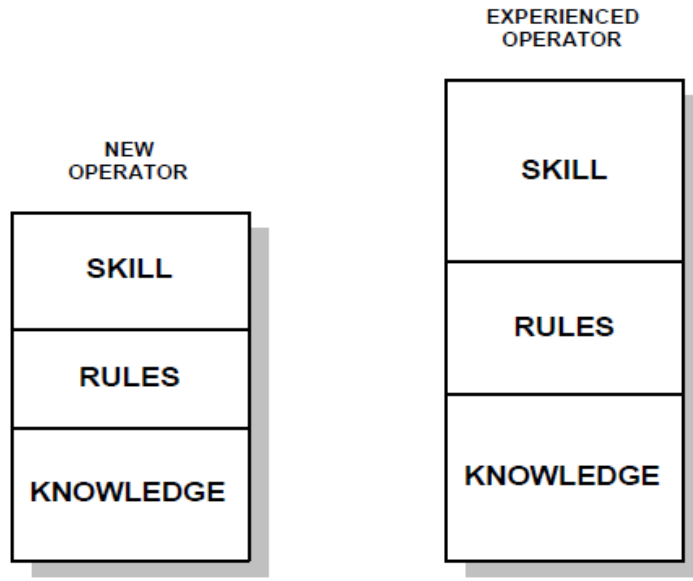 NEW
OPERATOR
SKILL
RULES
KNOWLEDGE
EXPERIENCED
OPERATOR
SKILL
RULES
KNOWLEDGE